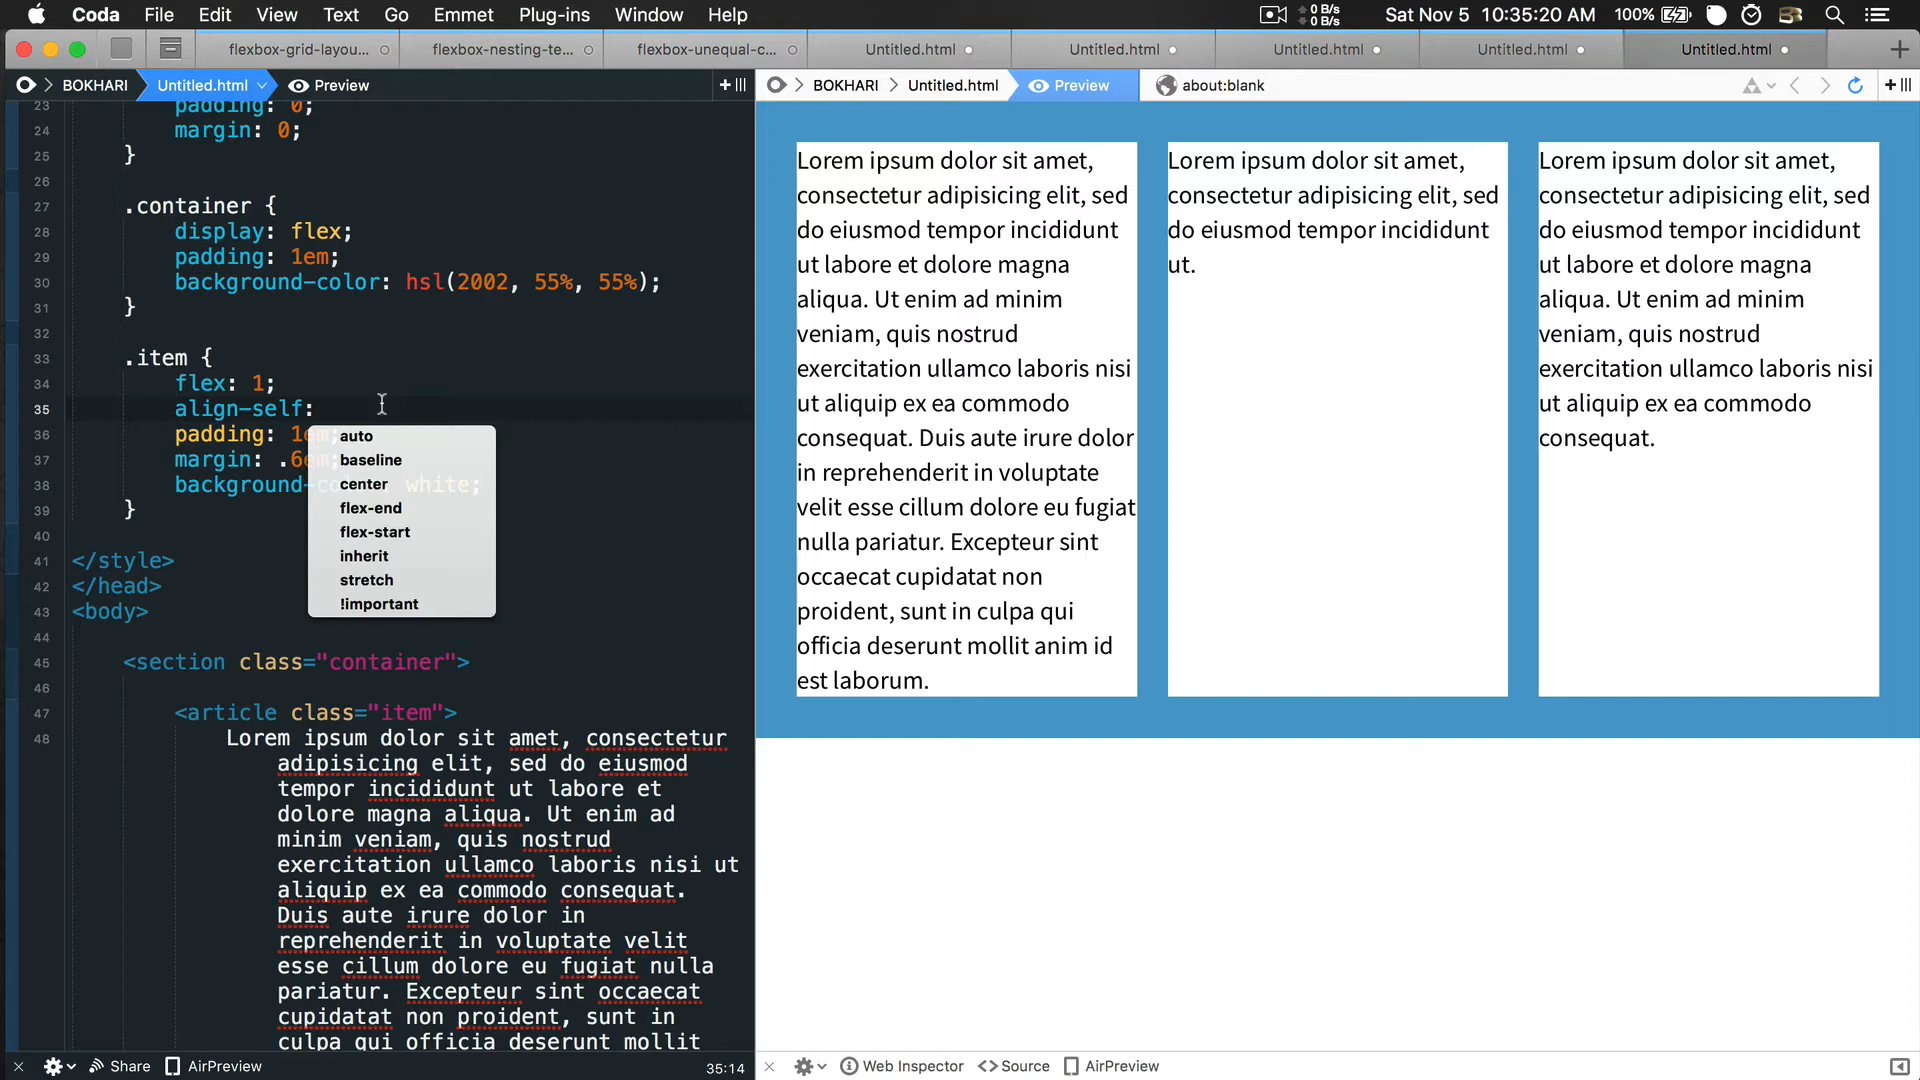 Coda File Edit View Text Go Emmet Plug-ins Window Help 0 B/s 0 B/s Sat Nov 5 10:35:20 AM 100%
flexbox-grid-layou... flexbox-nesting-te... flexbox-unequal-c... Untitled.html Untitled.html Untitled.html Untitled.html Untitled.html
BOKHARI Untitled.html Preview
23 padding: 0;
24 margin: 0;
25 }
26
27 .container {
28 display: flex;
29 padding: 1em;
30 background-color: hsl(2002, 55%, 55%);
31 }
32
33 .item {
34 flex: 1;
35 align-self:
36 padding: 1em;
37 margin: .6em;
38 background-color: white;
39 }
40
41 </style>
42 </head>
43 <body>
44
45 <section class="container">
46
47 <article class="item">
48 Lorem ipsum dolor sit amet, consectetur
adipisicing elit, sed do eiusmod
tempor incididunt ut labore et
dolore magna aliqua. Ut enim ad
minim veniam, quis nostrud
exercitation ullamco laboris nisi ut
aliquip ex ea commodo consequat.
Duis aute irure dolor in
reprehenderit in voluptate velit
esse cillum dolore eu fugiat nulla
pariatur. Excepteur sint occaecat
cupidatat non proident, sunt in
culpa qui officia deserunt mollit
auto
baseline
center
flex-end
flex-start
inherit
stretch
!important
Share AirPreview 35:14
BOKHARI Untitled.html Preview about:blank
Lorem ipsum dolor sit amet,
consectetur adipisicing elit, sed
do eiusmod tempor incididunt
ut labore et dolore magna
aliqua. Ut enim ad minim
veniam, quis nostrud
exercitation ullamco laboris nisi
ut aliquip ex ea commodo
consequat. Duis aute irure dolor
in reprehenderit in voluptate
velit esse cillum dolore eu fugiat
nulla pariatur. Excepteur sint
occaecat cupidatat non
proident, sunt in culpa qui
officia deserunt mollit anim id
est laborum.
Lorem ipsum dolor sit amet,
consectetur adipisicing elit, sed
do eiusmod tempor incididunt
ut.
Lorem ipsum dolor sit amet,
consectetur adipisicing elit, sed
do eiusmod tempor incididunt
ut labore et dolore magna
aliqua. Ut enim ad minim
veniam, quis nostrud
exercitation ullamco laboris nisi
ut aliquip ex ea commodo
consequat.
Web Inspector Source AirPreview